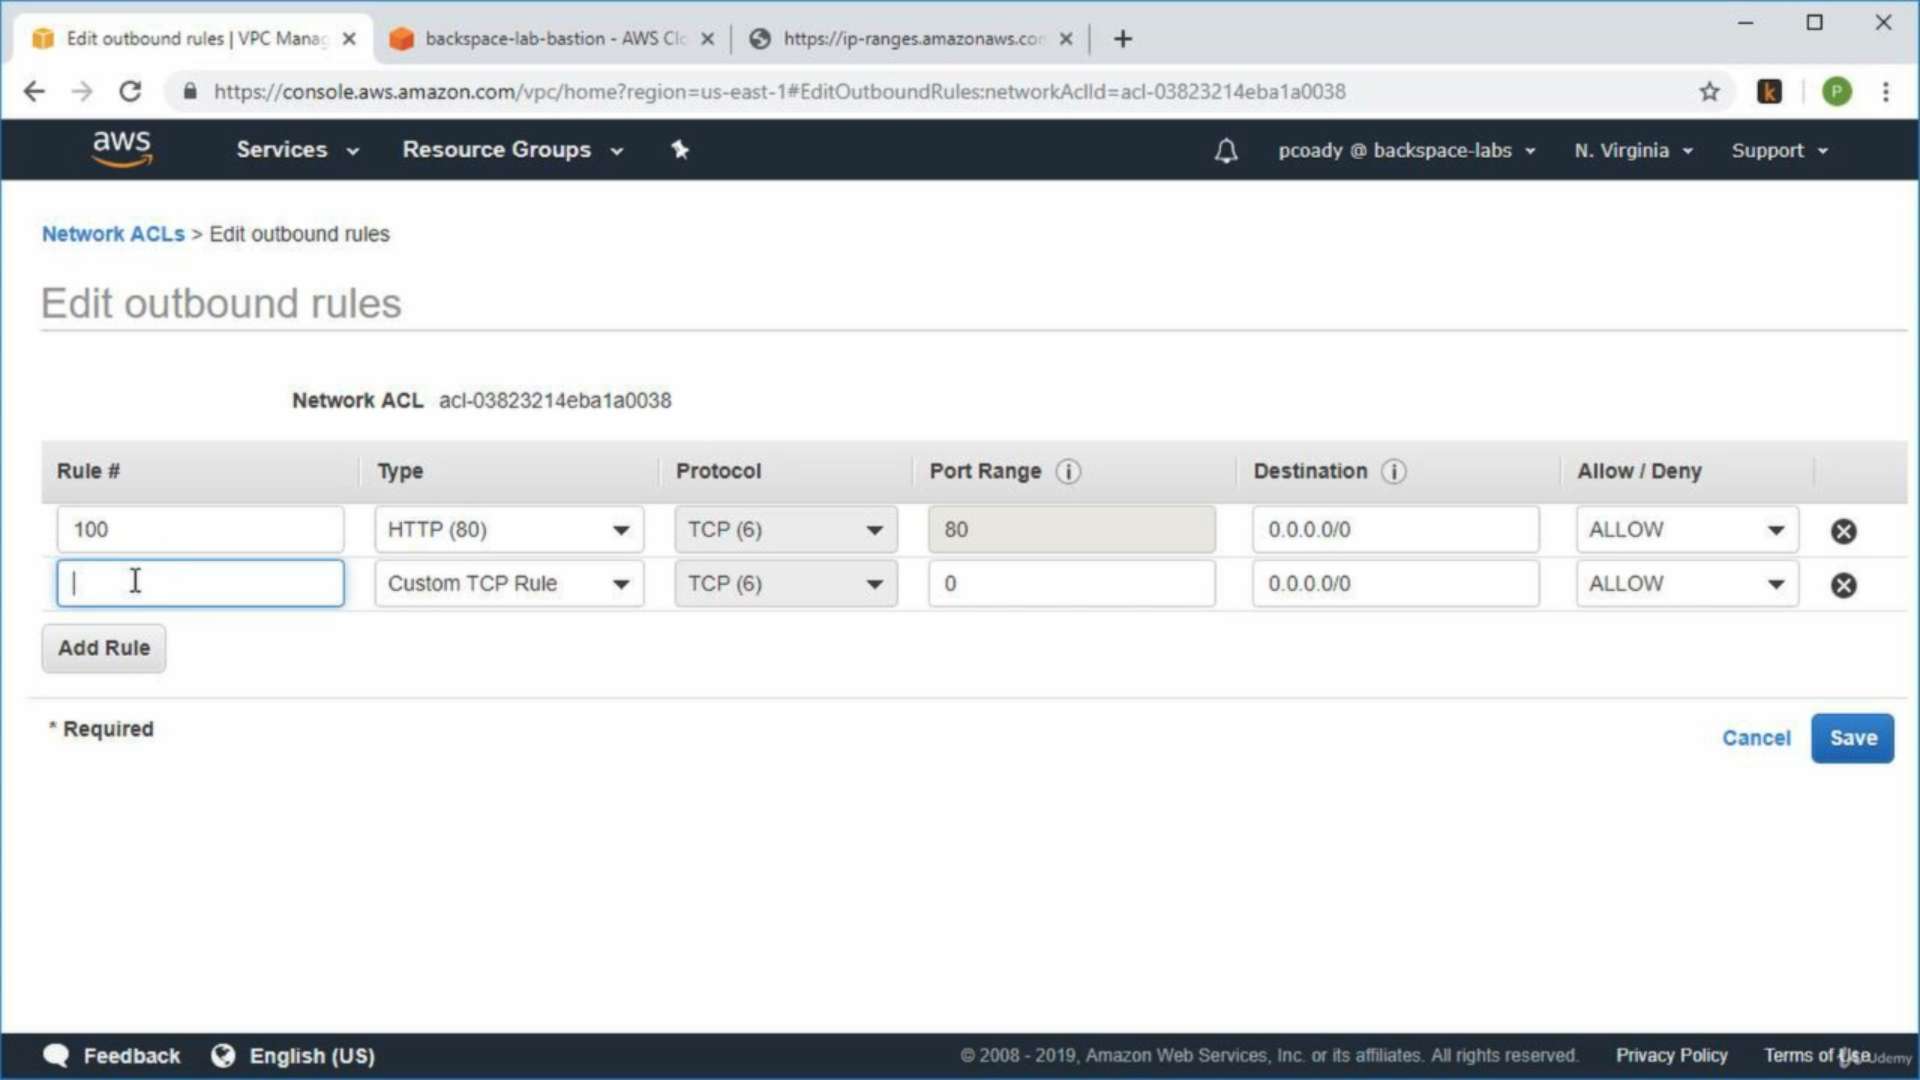 Edit outbound rules | VPC Manag
backspace-lab-bastion - AWS Clo
https://ip-ranges.amazonaws.con
https://console.aws.amazon.com/vpc/home?region=us-east-1#EditOutboundRules:networkAclId=acl-03823214eba1a0038
k
P
aws
Services
Resource Groups
pcoady @ backspace-labs
N. Virginia
Support
Network ACLs > Edit outbound rules
Edit outbound rules
Network ACL acl-03823214eba1a0038
Rule # Type Protocol Port Range i Destination i Allow / Deny
100 HTTP (80) TCP (6) 80 0.0.0.0/0 ALLOW
Custom TCP Rule TCP (6) 0 0.0.0.0/0 ALLOW
Add Rule
* Required
Cancel
Save
Feedback
English (US)
© 2008 - 2019, Amazon Web Services, Inc. or its affiliates. All rights reserved.
Privacy Policy
Terms of Use
Udemy